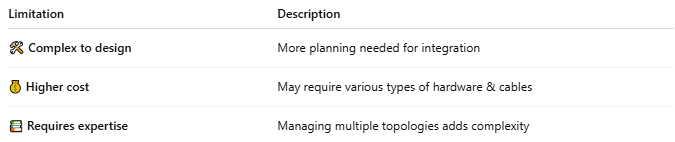 Limitation Description
🛠 Complex to design More planning needed for integration
💰 Higher cost May require various types of hardware & cables
📚 Requires expertise Managing multiple topologies adds complexity